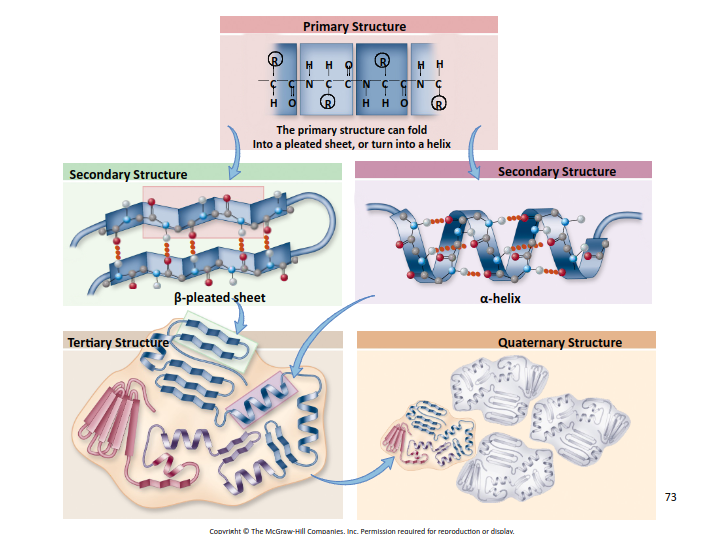 Primary Structure
R H H O R H H
C C N C C N C C N C
H O R H H O R
The primary structure can fold
Into a pleated sheet, or turn into a helix
Secondary Structure
Secondary Structure
β-pleated sheet
α-helix
Tertiary Structure
Quaternary Structure
73
Copyright © The McGraw-Hill Companies, Inc. Permission required for reproduction or display.